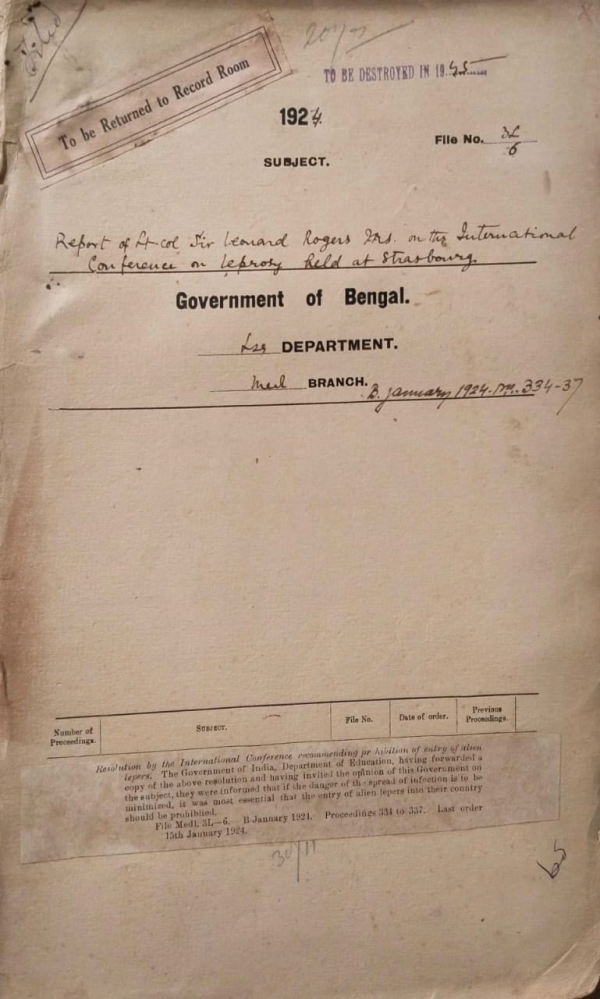 Filed
To be Returned to Record Room
TO BE DESTROYED IN 1945
1924
File No. 3L/6
SUBJECT.
Report of Lt-col Sir Leonard Rogers on the International
Conference on Leprosy held at Strasbourg.
Government of Bengal.
DEPARTMENT.
Medl BRANCH.
B. January 1924. 334-37
Number of Proceedings.
SUBJECT.
File No.
Date of order.
Previous Proceedings.
Resolution by the International Conference recommending prohibition of entry of alien
lepers. The Government of India, Department of Education, having forwarded a
copy of the above resolution and having invited the opinion of this Government on
the subject, they were informed that if the danger of the spread of infection is to be
minimized, it was most essential that the entry of alien lepers into their country
should be prohibited.
File Medl. 3L—6. B January 1924. Proceedings 334 to 337. Last order
15th January 1924.
65